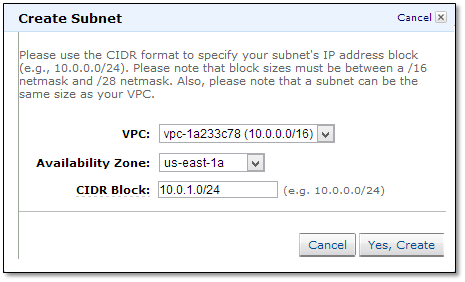 Create Subnet
Cancel
Please use the CIDR format to specify your subnet's IP address block
(e.g., 10.0.0.0/24). Please note that block sizes must be between a /16
netmask and /28 netmask. Also, please note that a subnet can be the
same size as your VPC.
VPC: vpc-1a233c78 (10.0.0.0/16)
Availability Zone: us-east-1a
CIDR Block: 10.0.1.0/24 (e.g. 10.0.0.0/24)
Cancel Yes, Create